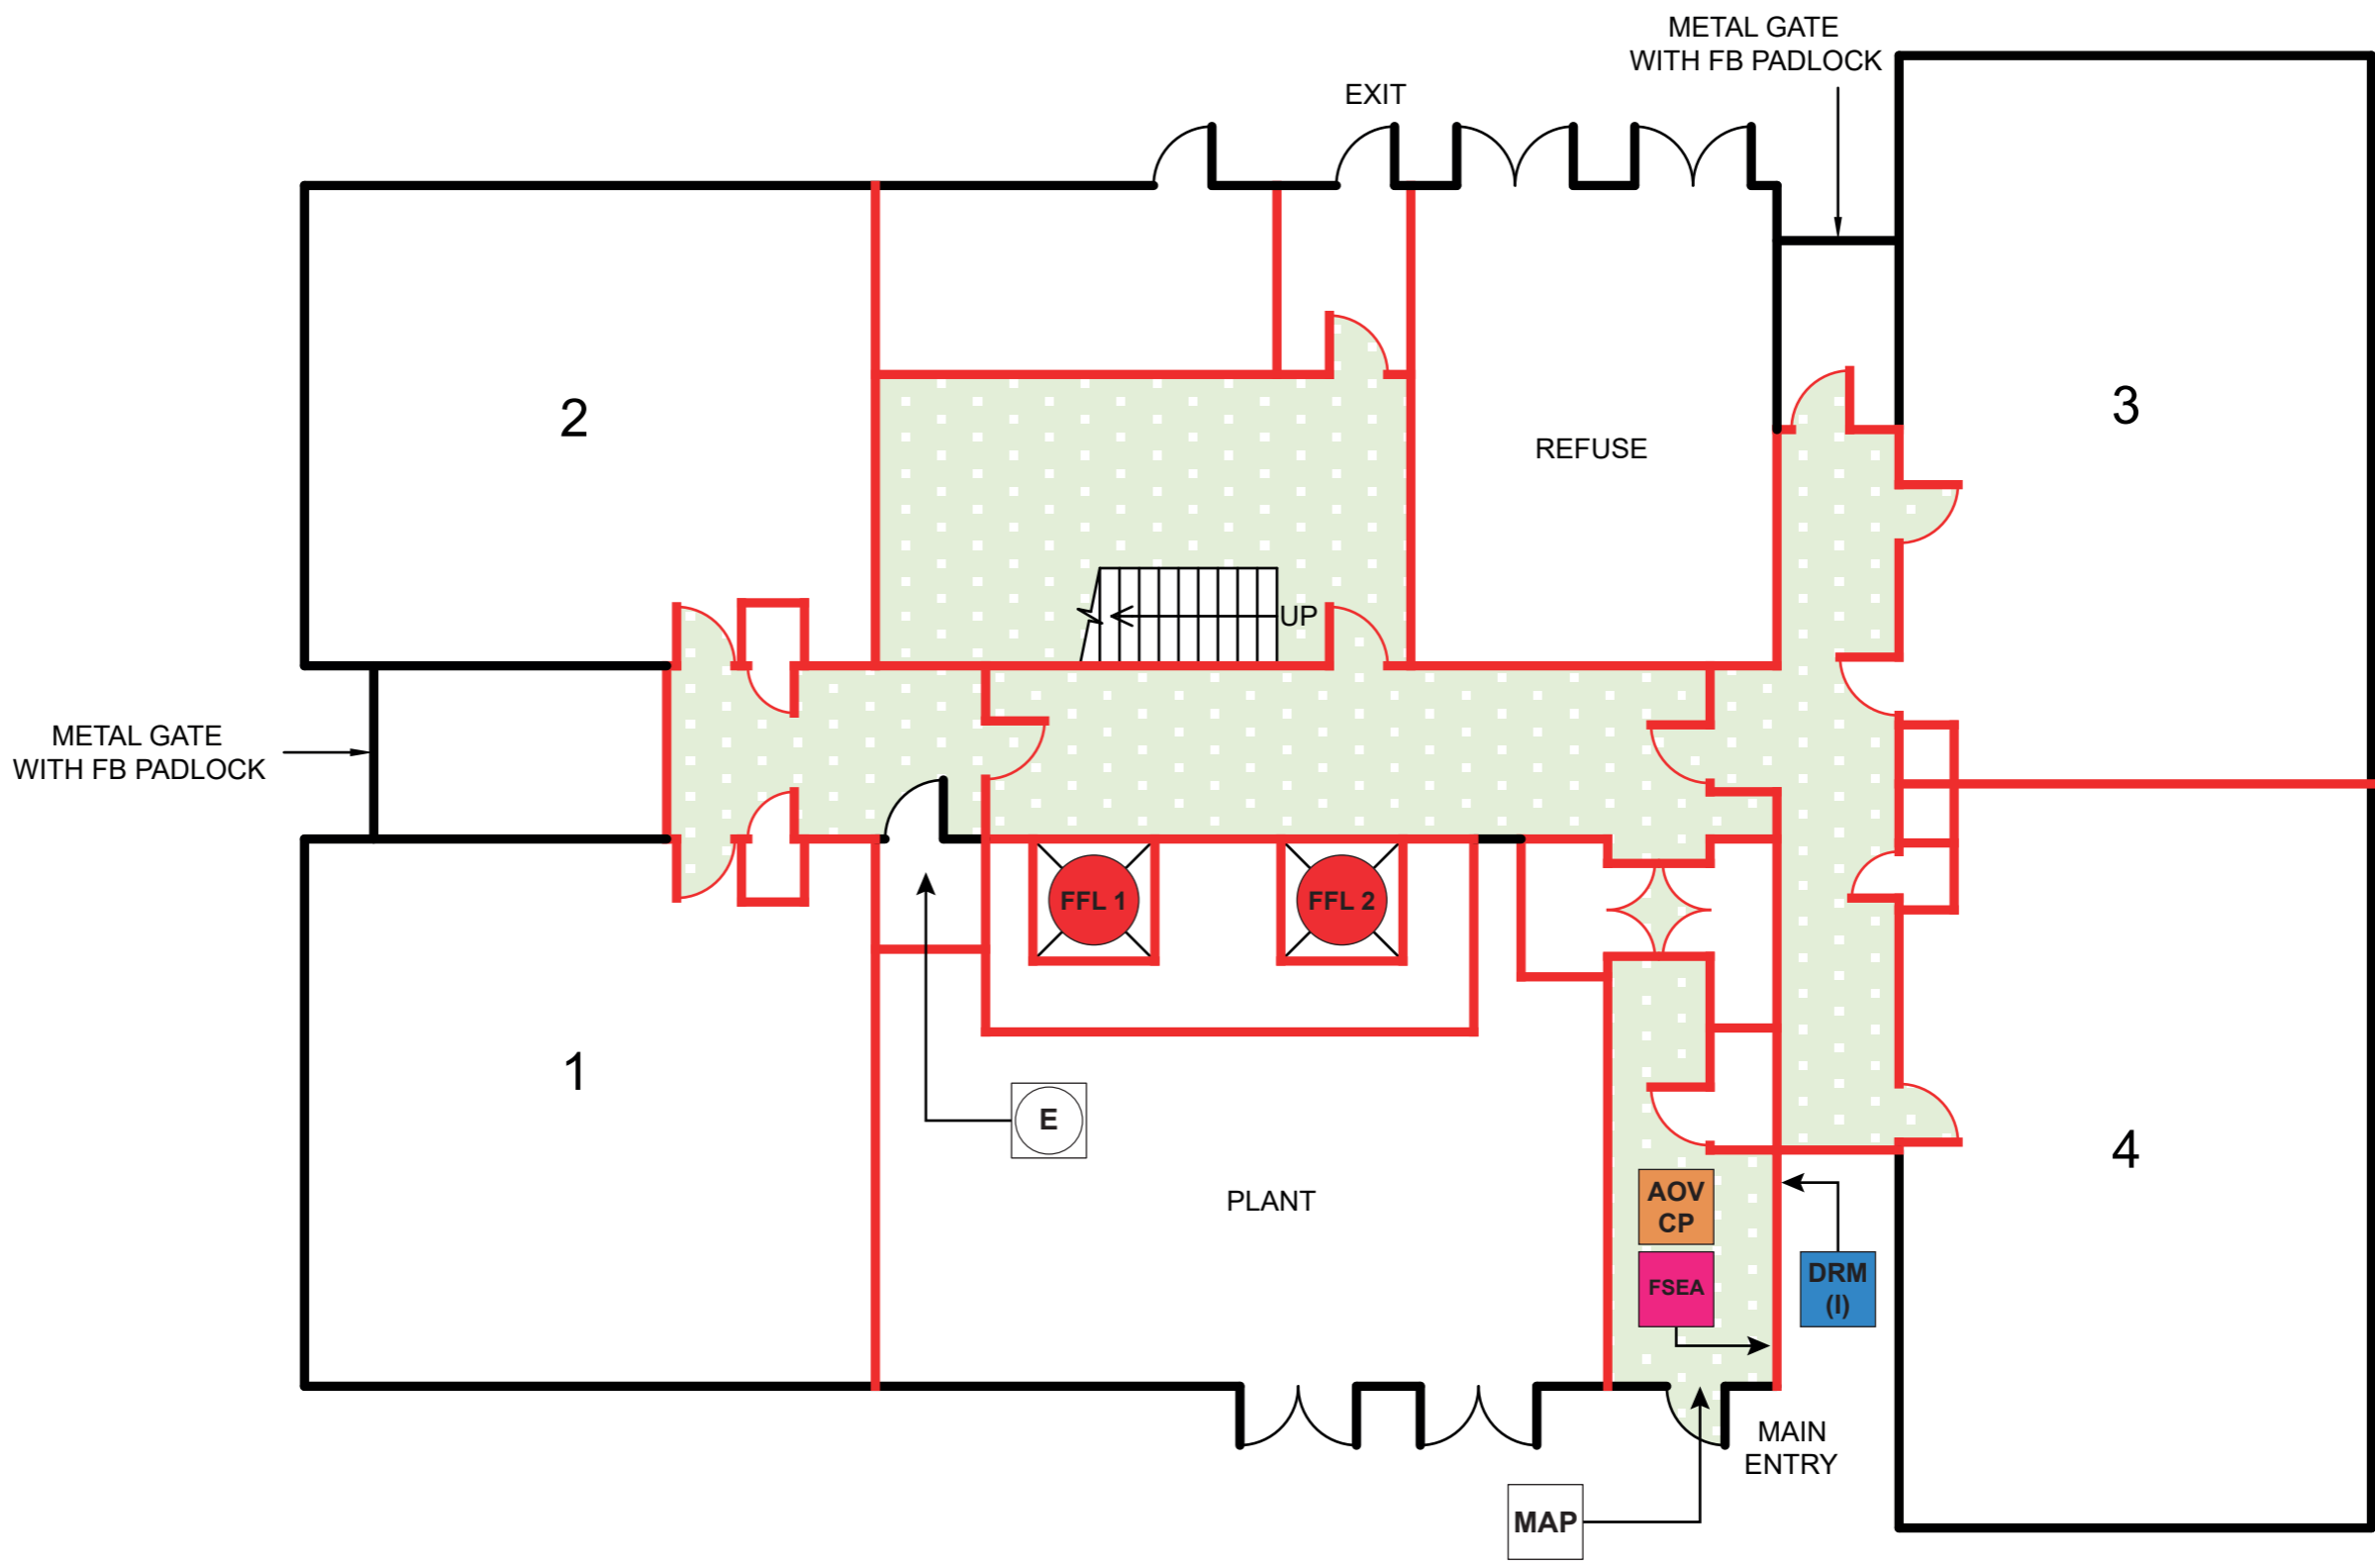 METAL GATE
WITH FB PADLOCK
EXIT
3
2
REFUSE
UP
METAL GATE
WITH FB PADLOCK
FFL 1
FFL 2
1
E
4
PLANT
AOV
CP
FSEA
DRM
(I)
MAIN
ENTRY
MAP